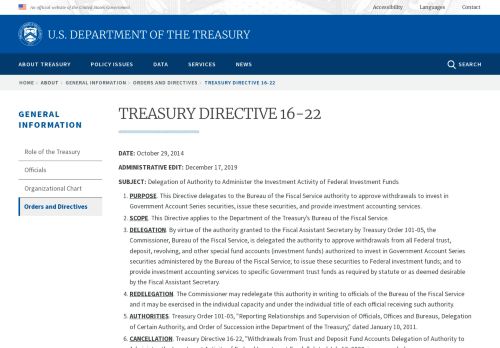 An official website of the United States Government
Accessibility Languages Contact
U.S. DEPARTMENT OF THE TREASURY
ABOUT TREASURY POLICY ISSUES DATA SERVICES NEWS SEARCH
HOME › ABOUT › GENERAL INFORMATION › ORDERS AND DIRECTIVES › TREASURY DIRECTIVE 16-22
GENERAL
INFORMATION
Role of the Treasury
Officials
Organizational Chart
Orders and Directives
TREASURY DIRECTIVE 16-22
DATE: October 29, 2014
ADMINISTRATIVE EDIT: December 17, 2019
SUBJECT: Delegation of Authority to Administer the Investment Activity of Federal Investment Funds
1. PURPOSE. This Directive delegates to the Bureau of the Fiscal Service authority to approve withdrawals to invest in
Government Account Series securities, issue these securities, and provide investment accounting services.
2. SCOPE. This Directive applies to the Department of the Treasury's Bureau of the Fiscal Service.
3. DELEGATION. By virtue of the authority granted to the Fiscal Assistant Secretary by Treasury Order 101-05, the
Commissioner, Bureau of the Fiscal Service, is delegated the authority to approve withdrawals from all Federal trust,
deposit, revolving, and other special fund accounts (investment funds) authorized to invest in Government Account Series
securities administered by the Bureau of the Fiscal Service; to issue these securities to Federal investment funds; and to
provide investment accounting services to specific Government trust funds as required by statute or as deemed desirable
by the Fiscal Assistant Secretary.
4. REDELEGATION. The Commissioner may redelegate this authority in writing to officials of the Bureau of the Fiscal Service
and it may be exercised in the individual capacity and under the individual title of each official receiving such authority.
5. AUTHORITIES. Treasury Order 101-05, "Reporting Relationships and Supervision of Officials, Offices and Bureaus, Delegation
of Certain Authority, and Order of Succession inthe Department of the Treasury," dated January 10, 2011.
6. CANCELLATION. Treasury Directive 16-22, "Withdrawals from Trust and Deposit Fund Accounts Delegation of Authority to